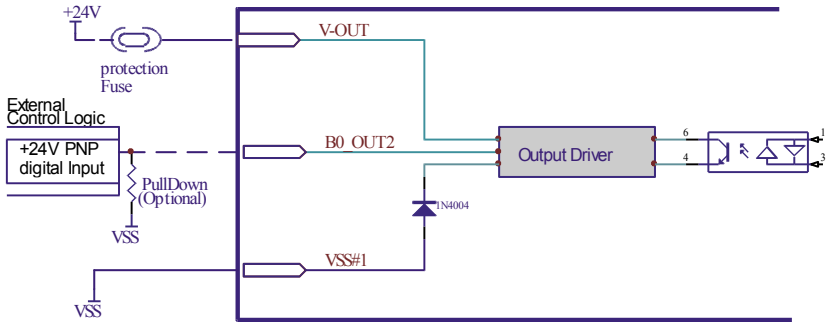 +24V
V-OUT
protection
Fuse
External
Control Logic
+24V PNP
digital Input
B0_OUT2
PullDown
(Optional)
VSS
Output Driver
6
4
1
3
1N4004
VSS#1
VSS